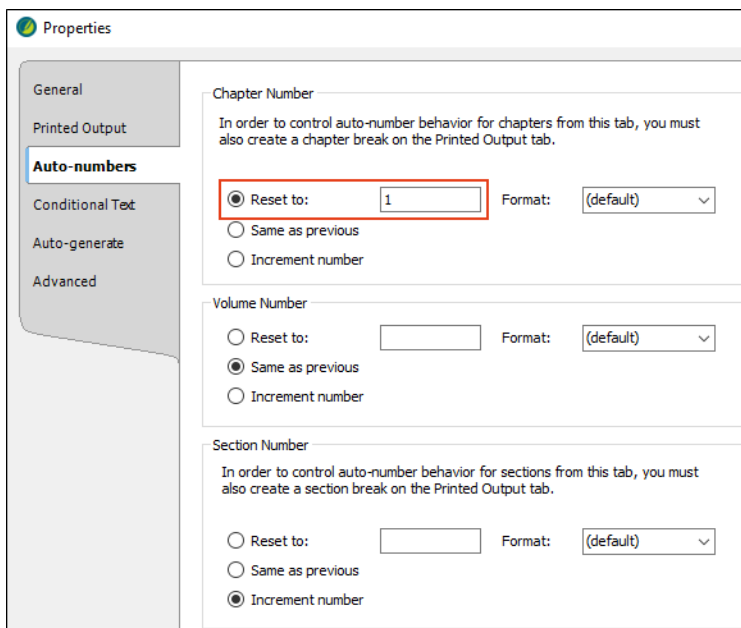 Properties
General
Printed Output
Auto-numbers
Conditional Text
Auto-generate
Advanced
Chapter Number
In order to control auto-number behavior for chapters from this tab, you must
also create a chapter break on the Printed Output tab.
Reset to: 1 Format: (default)
Same as previous
Increment number
Volume Number
Reset to: Format: (default)
Same as previous
Increment number
Section Number
In order to control auto-number behavior for sections from this tab, you must
also create a section break on the Printed Output tab.
Reset to: Format: (default)
Same as previous
Increment number